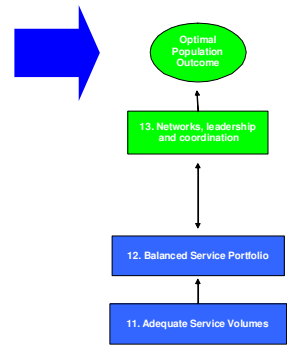 Optimal
Population
Outcome
13. Networks, leadership
and coordination
12. Balanced Service Portfolio
11. Adequate Service Volumes